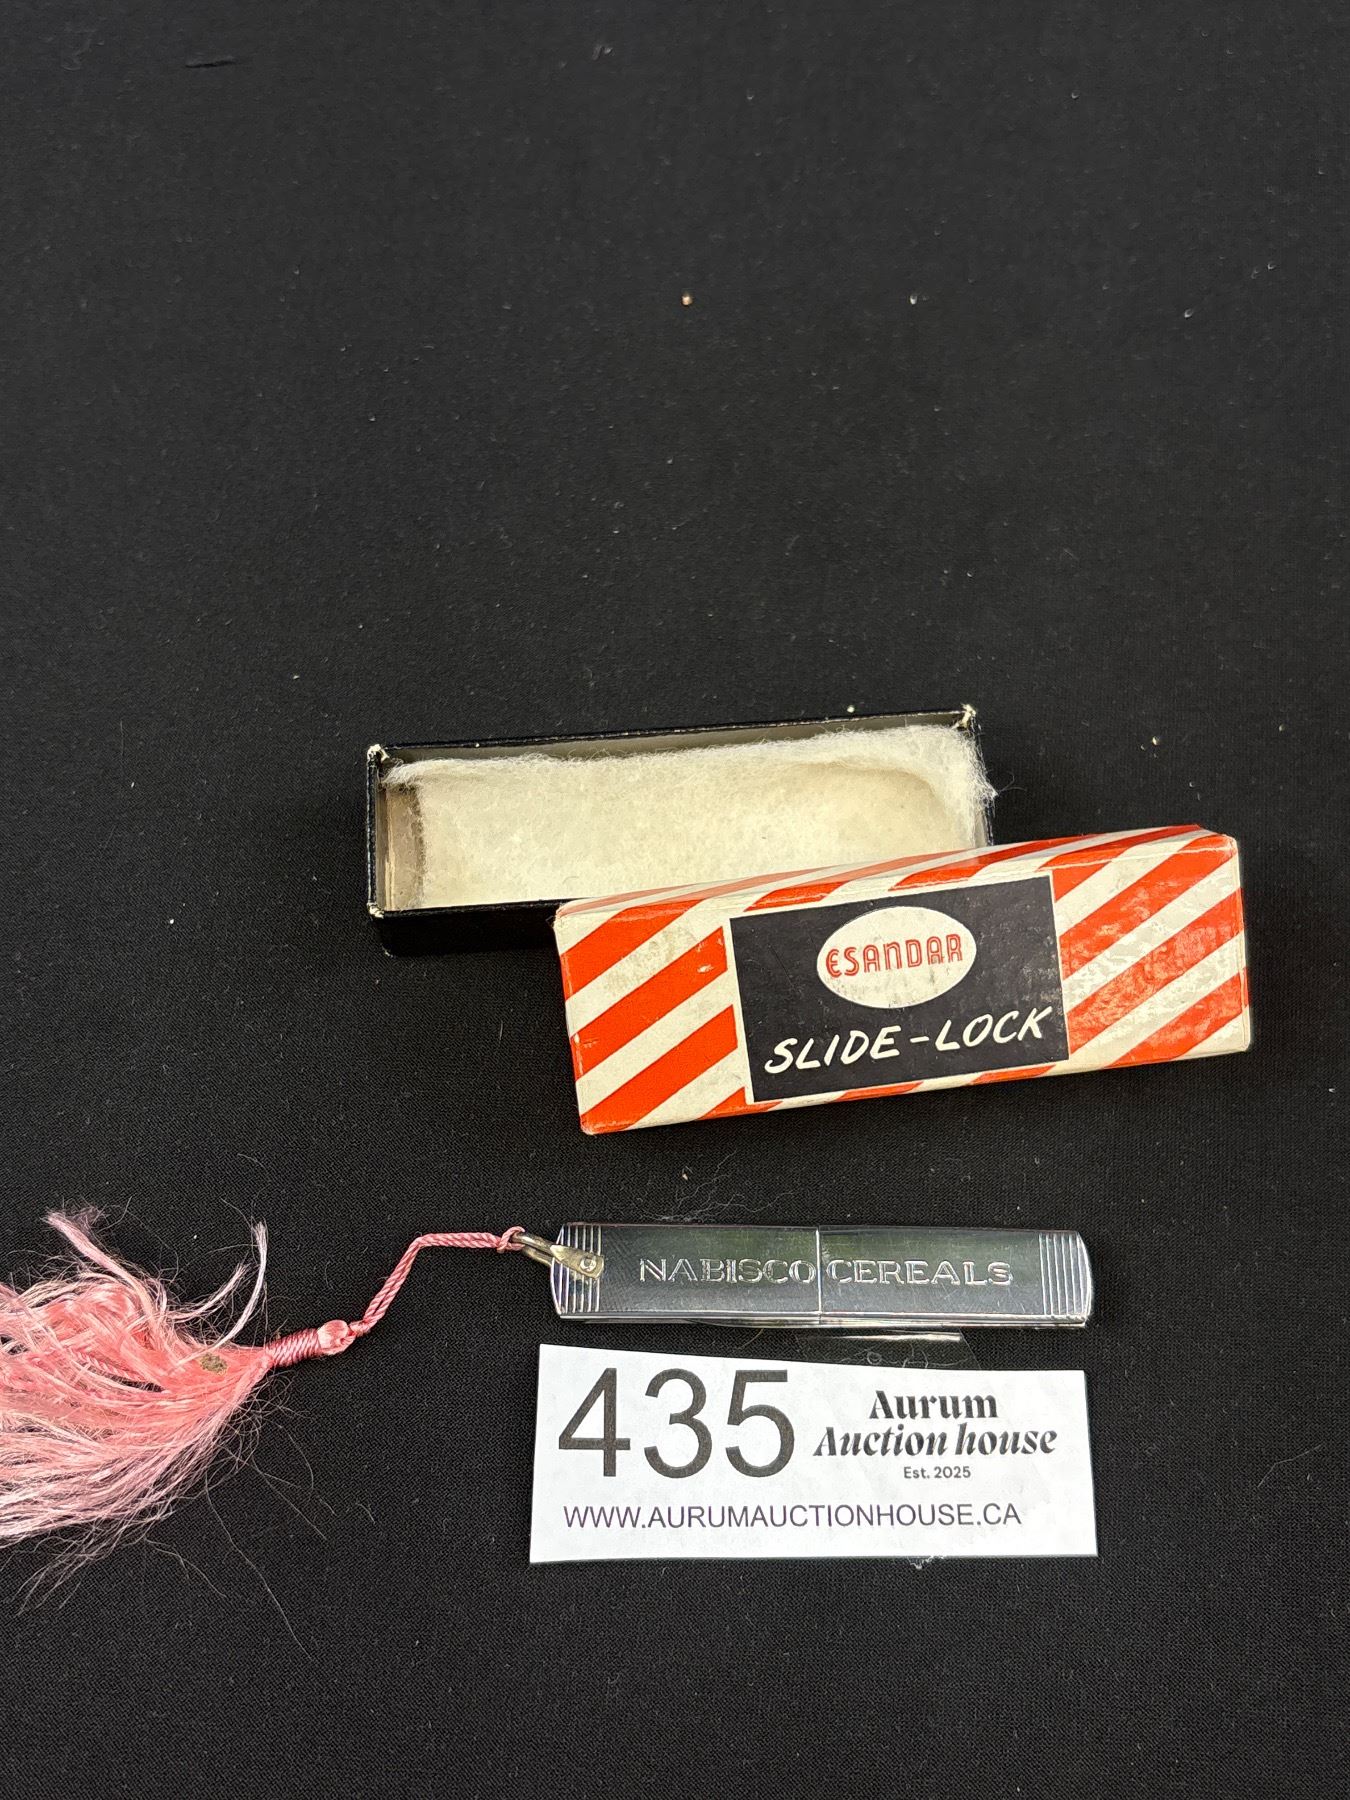 ESANDAR
SLIDE-LOCK
NABISCO CEREALS
435
Aurum
Auction house
Est. 2025
WWW.AURUMAUCTIONHOUSE.CA